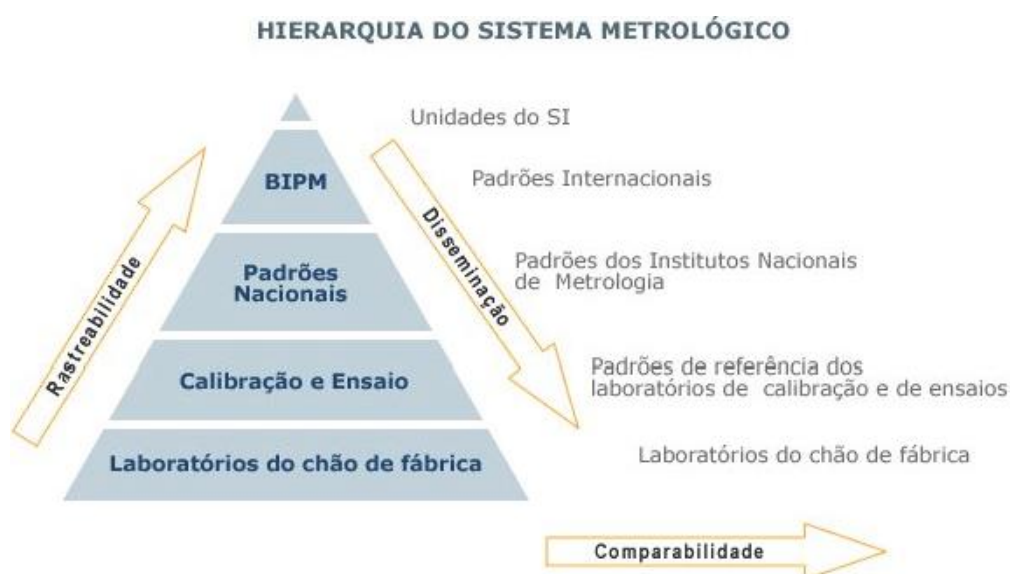 HIERARQUIA DO SISTEMA METROLÓGICO
Unidades do SI
BIPM
Padrões Internacionais
Rastreabilidade
Disseminação
Padrões
Nacionais
Padrões dos Institutos Nacionais
de Metrologia
Calibração e Ensaio
Padrões de referência dos
laboratórios de calibração e de ensaios
Laboratórios do chão de fábrica
Laboratórios do chão de fábrica
Comparabilidade